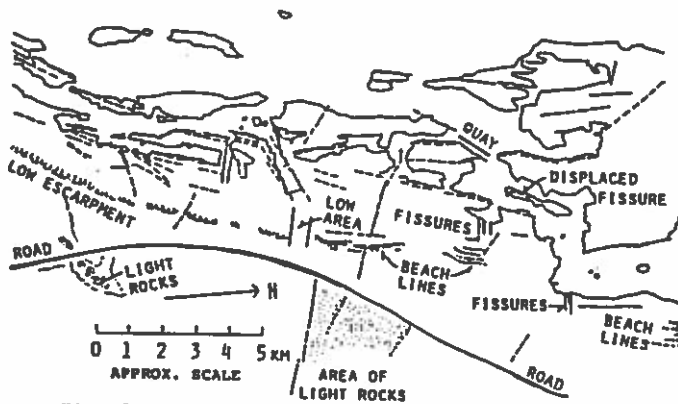 QUAY
DISPLACED
FISSURE
LOW ESCARPMENT
LOW
AREA
FISSURES
BEACH
LINES
ROAD
LIGHT
ROCKS
N
FISSURES
BEACH
LINES
0 1 2 3 4 5 KM
APPROX. SCALE
ROAD
AREA OF
LIGHT ROCKS